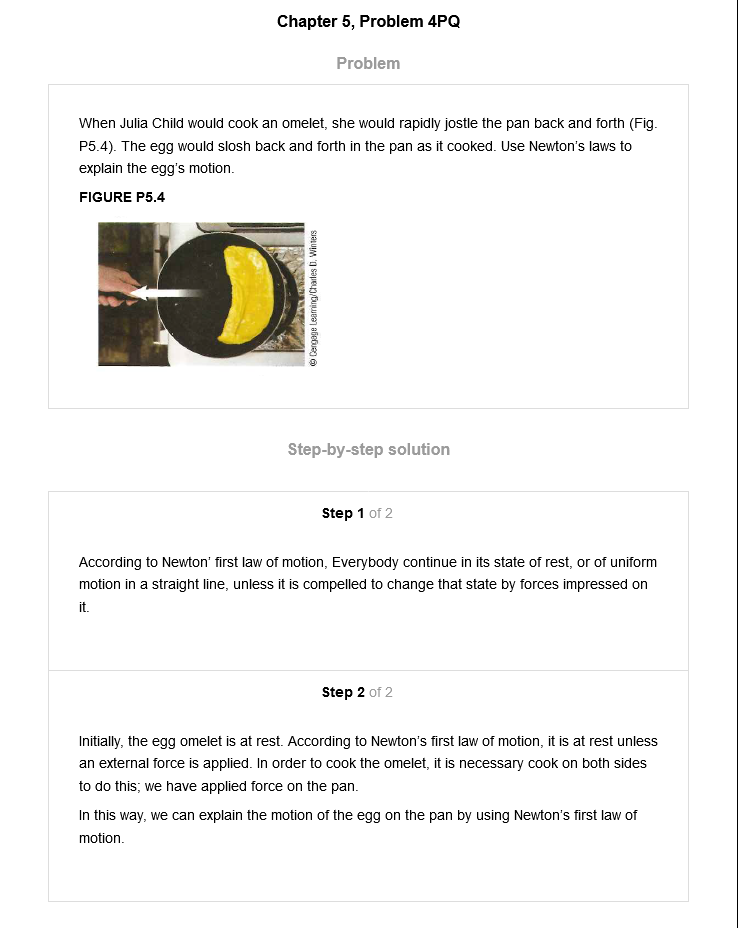 Chapter 5, Problem 4PQ
Problem
When Julia Child would cook an omelet, she would rapidly jostle the pan back and forth (Fig.
P5.4). The egg would slosh back and forth in the pan as it cooked. Use Newton's laws to
explain the egg's motion.
FIGURE P5.4
© Cengage Learning/Charles D. Winters
Step-by-step solution
Step 1 of 2
According to Newton' first law of motion, Everybody continue in its state of rest, or of uniform
motion in a straight line, unless it is compelled to change that state by forces impressed on
it.
Step 2 of 2
Initially, the egg omelet is at rest. According to Newton's first law of motion, it is at rest unless
an external force is applied. In order to cook the omelet, it is necessary cook on both sides
to do this; we have applied force on the pan.
In this way, we can explain the motion of the egg on the pan by using Newton's first law of
motion.